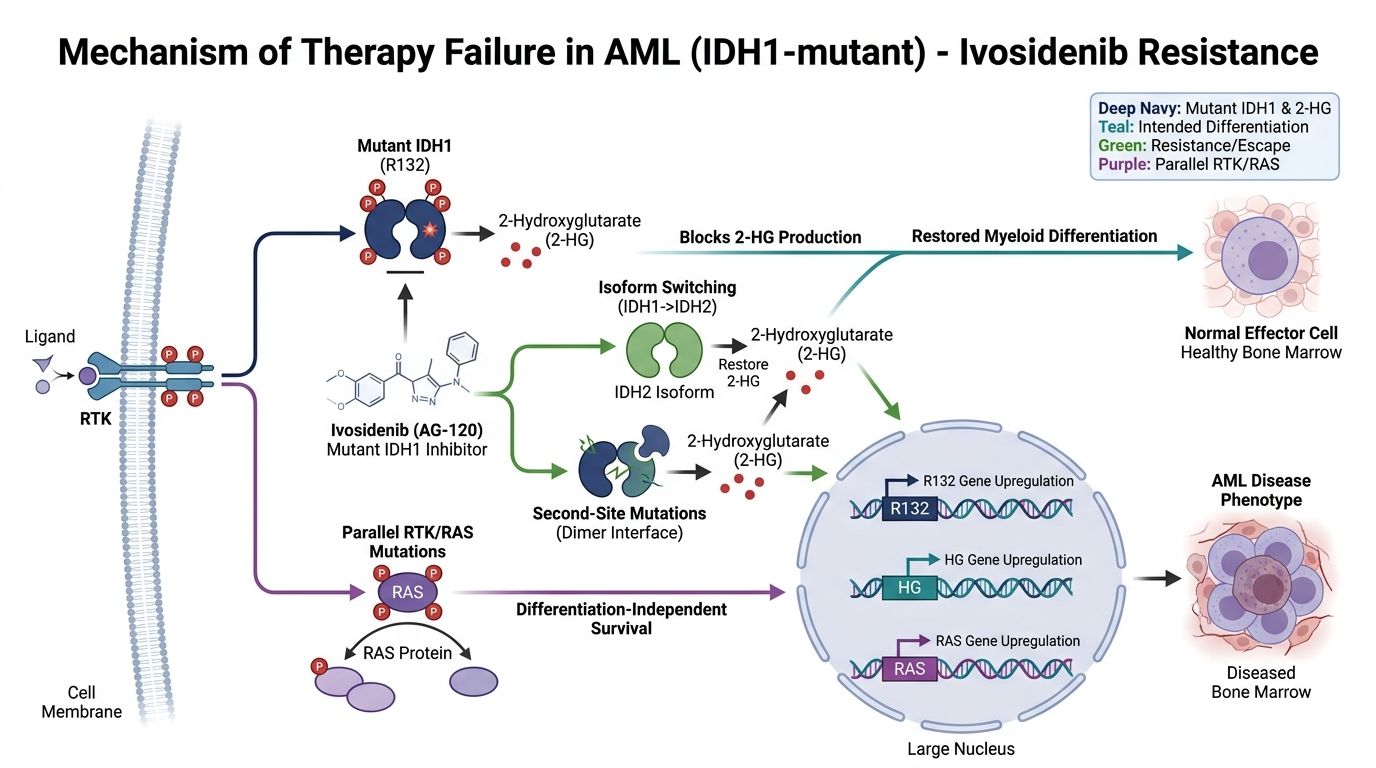 Mechanism of Therapy Failure in AML (IDH1-mutant) - Ivosidenib Resistance
Deep Navy: Mutant IDH1 & 2-HG
Teal: Intended Differentiation
Green: Resistance/Escape
Purple: Parallel RTK/RAS
Mutant IDH1
(R132)
P
P
P
P
P
P
2-Hydroxyglutarate
(2-HG)
Blocks 2-HG Production
Restored Myeloid Differentiation
Normal Effector Cell
Healthy Bone Marrow
Isoform Switching
(IDH1->IDH2)
IDH2 Isoform
Restore
2-HG
2-Hydroxyglutarate
(2-HG)
Ligand
RTK
P
P
P
P
O
O
O
N
N=N
Ivosidenib (AG-120)
Mutant IDH1 Inhibitor
2-Hydroxyglutarate
(2-HG)
Second-Site Mutations
(Dimer Interface)
Parallel RTK/RAS
Mutations
P
P
RAS
P
P
Differentiation-Independent
Survival
RAS Protein
P
Cell
Membrane
R132 Gene Upregulation
R132
HG Gene Upregulation
HG
RAS Gene Upregulation
RAS
Large Nucleus
AML Disease
Phenotype
Diseased
Bone Marrow